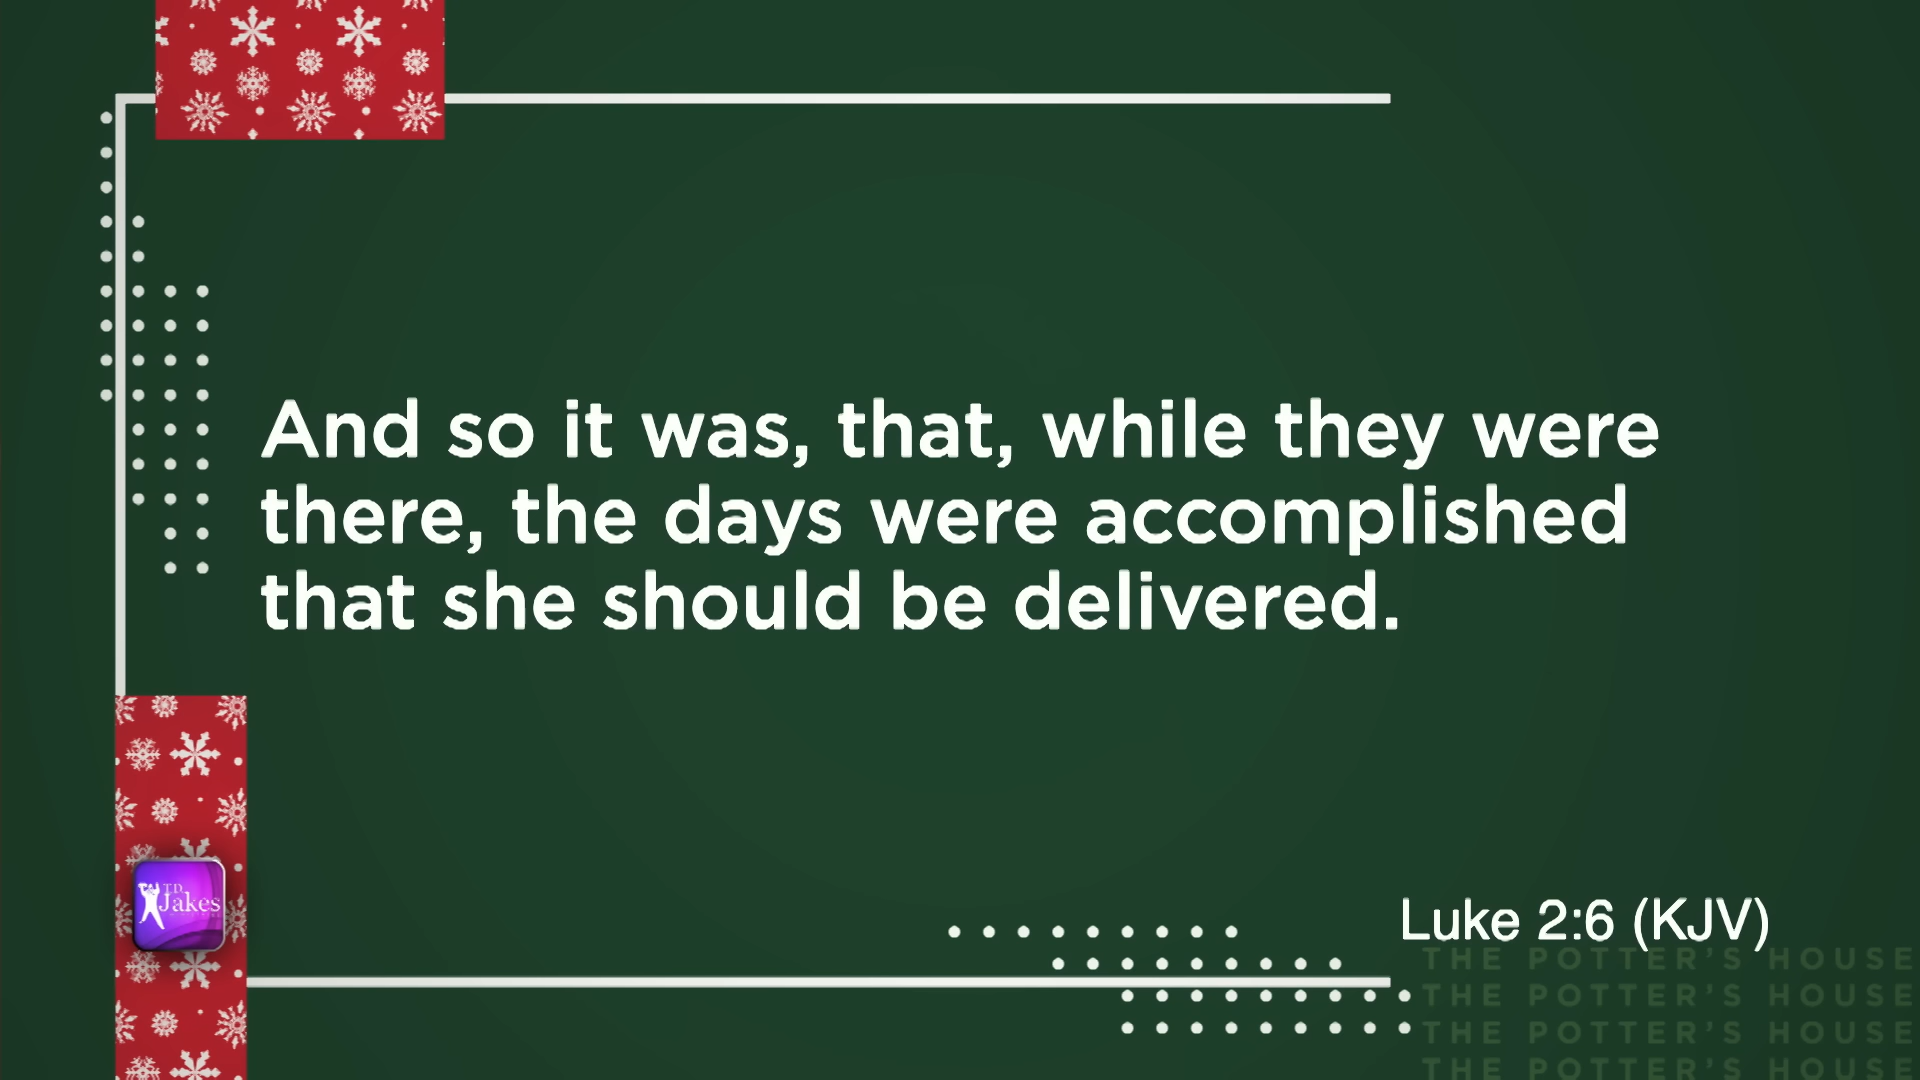 And so it was, that, while they were
there, the days were accomplished
that she should be delivered.
T.D.
Jakes
Luke 2:6 (KJV)
THE POTTER'S HOUSE
THE POTTER'S HOUSE
THE POTTER'S HOUSE
THE POTTER'S HOUSE